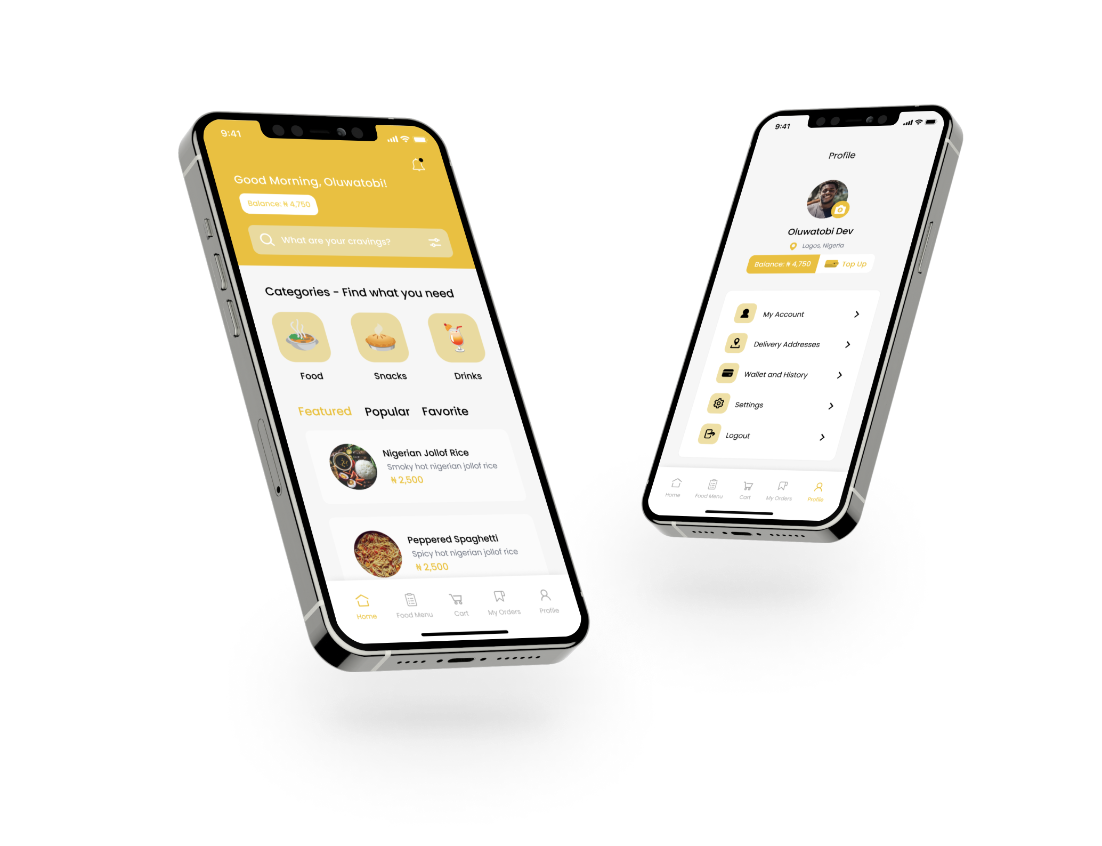 9:41
Good Morning, Oluwatobi!
Balance: ₦ 4,750
What are your cravings?
Categories - Find what you need
Food
Snacks
Drinks
Featured Popular Favorite
Nigerian Jollof Rice
Smoky hot nigerian jollof rice
₦ 2,500
Peppered Spaghetti
Spicy hot nigerian jollof rice
₦ 2,500
Home
Food Menu
Cart
My Orders
Profile
9:41
Profile
Oluwatobi Dev
Lagos, Nigeria
Balance: ₦ 4,750
Top Up
My Account
Delivery Addresses
Wallet and History
Settings
Logout
Home
Food Menu
Cart
My Orders
Profile